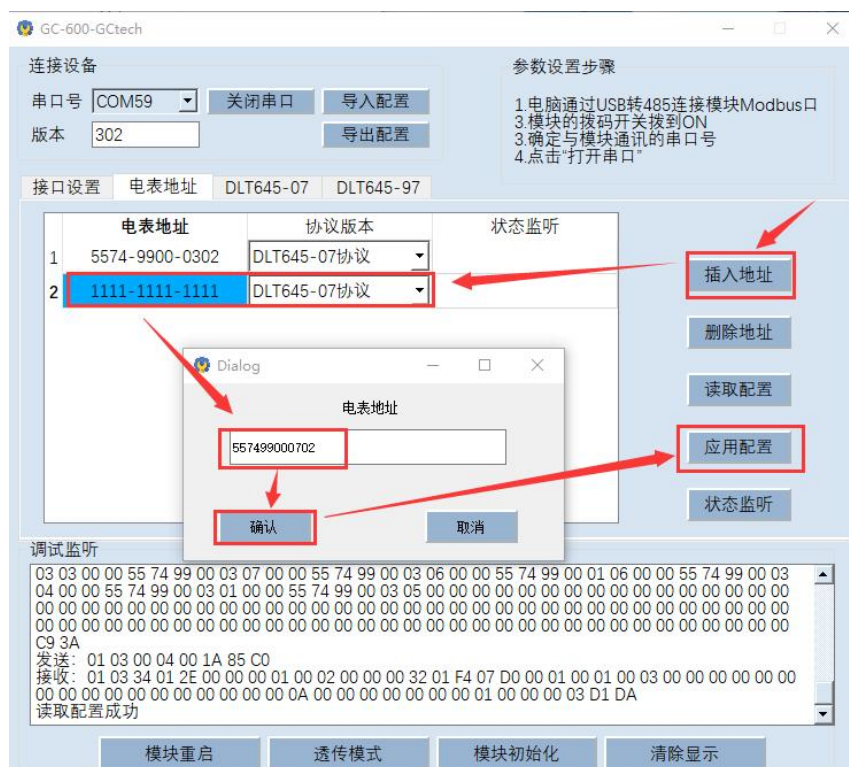 GC-600-GCtech
连接设备
串口号 COM59 关闭串口 导入配置
版本 302 导出配置
参数设置步骤
1.电脑通过USB转485连接模块Modbus口
3.模块的拨码开关拨到ON
3.确定与模块通讯的串口号
4.点击“打开串口”
接口设置 电表地址 DLT645-07 DLT645-97
电表地址 协议版本 状态监听
1 5574-9900-0302 DLT645-07协议
2 1111-1111-1111 DLT645-07协议
插入地址
删除地址
读取配置
应用配置
状态监听
Dialog
电表地址
557499000702
确认 取消
调试监听
03 03 00 00 55 74 99 00 03 07 00 00 55 74 99 00 03 06 00 00 55 74 99 00 01 06 00 00 55 74 99 00 03
04 00 00 55 74 99 00 03 01 00 00 55 74 99 00 03 05 00 00 00 00 00 00 00 00 00 00 00 00 00 00 00
00 00 00 00 00 00 00 00 00 00 00 00 00 00 00 00 00 00 00 00 00 00 00 00 00 00 00 00 00 00 00 00 00
00 00 00 00 00 00 00 00 00 00 00 00 00 00 00 00 00 00 00 00 00 00 00 00 00 00 00 00 00 00 00 00 00
C9 3A
发送： 01 03 00 04 00 1A 85 C0
接收： 01 03 34 01 2E 00 00 00 01 00 02 00 00 00 32 01 F4 07 D0 00 01 00 01 00 03 00 00 00 00 00 00
00 00 00 00 00 00 00 00 00 00 00 0A 00 00 00 00 00 00 00 00 01 00 00 00 03 D1 DA
读取配置成功
模块重启 透传模式 模块初始化 清除显示